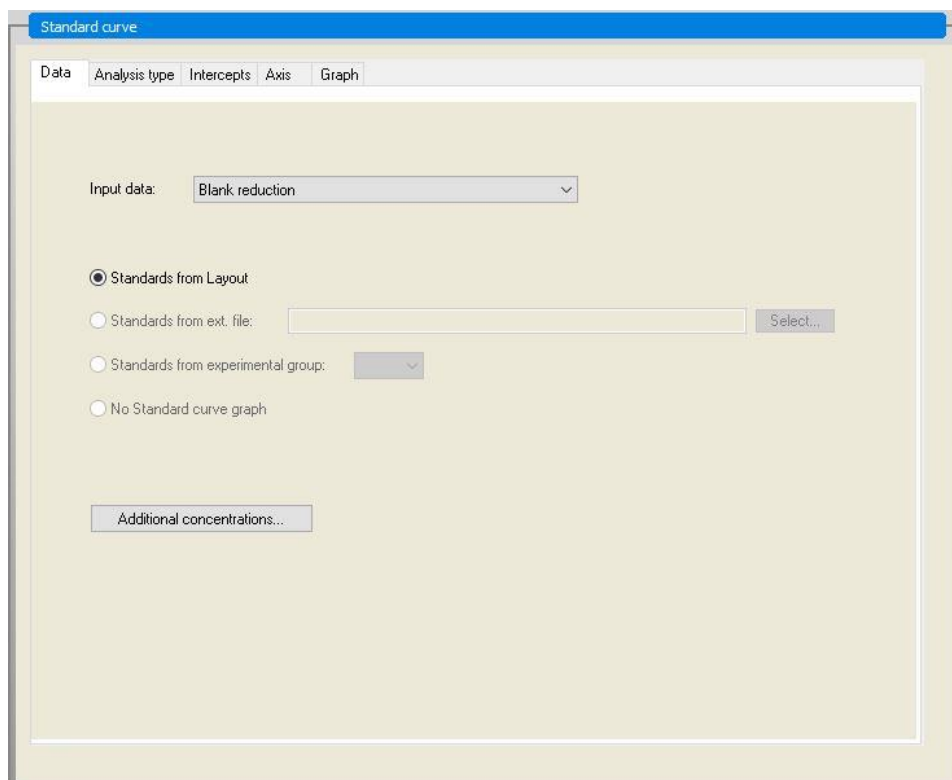 Standard curve
Data Analysis type Intercepts Axis Graph
Input data: Blank reduction
Standards from Layout
Standards from ext. file: Select...
Standards from experimental group:
No Standard curve graph
Additional concentrations...